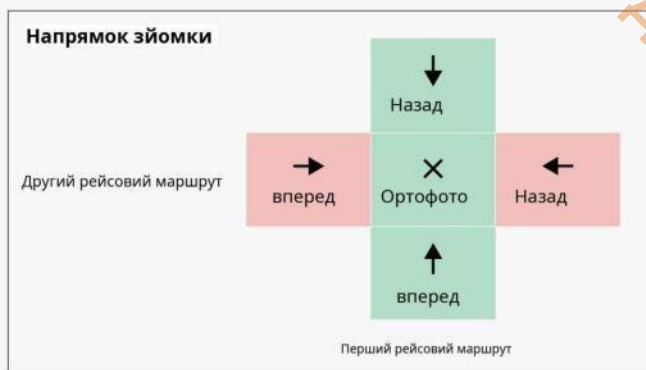 Напрямок зйомки
Назад
Другий рейсовий маршрут
вперед
Ортофото
Назад
вперед
Перший рейсовий маршрут